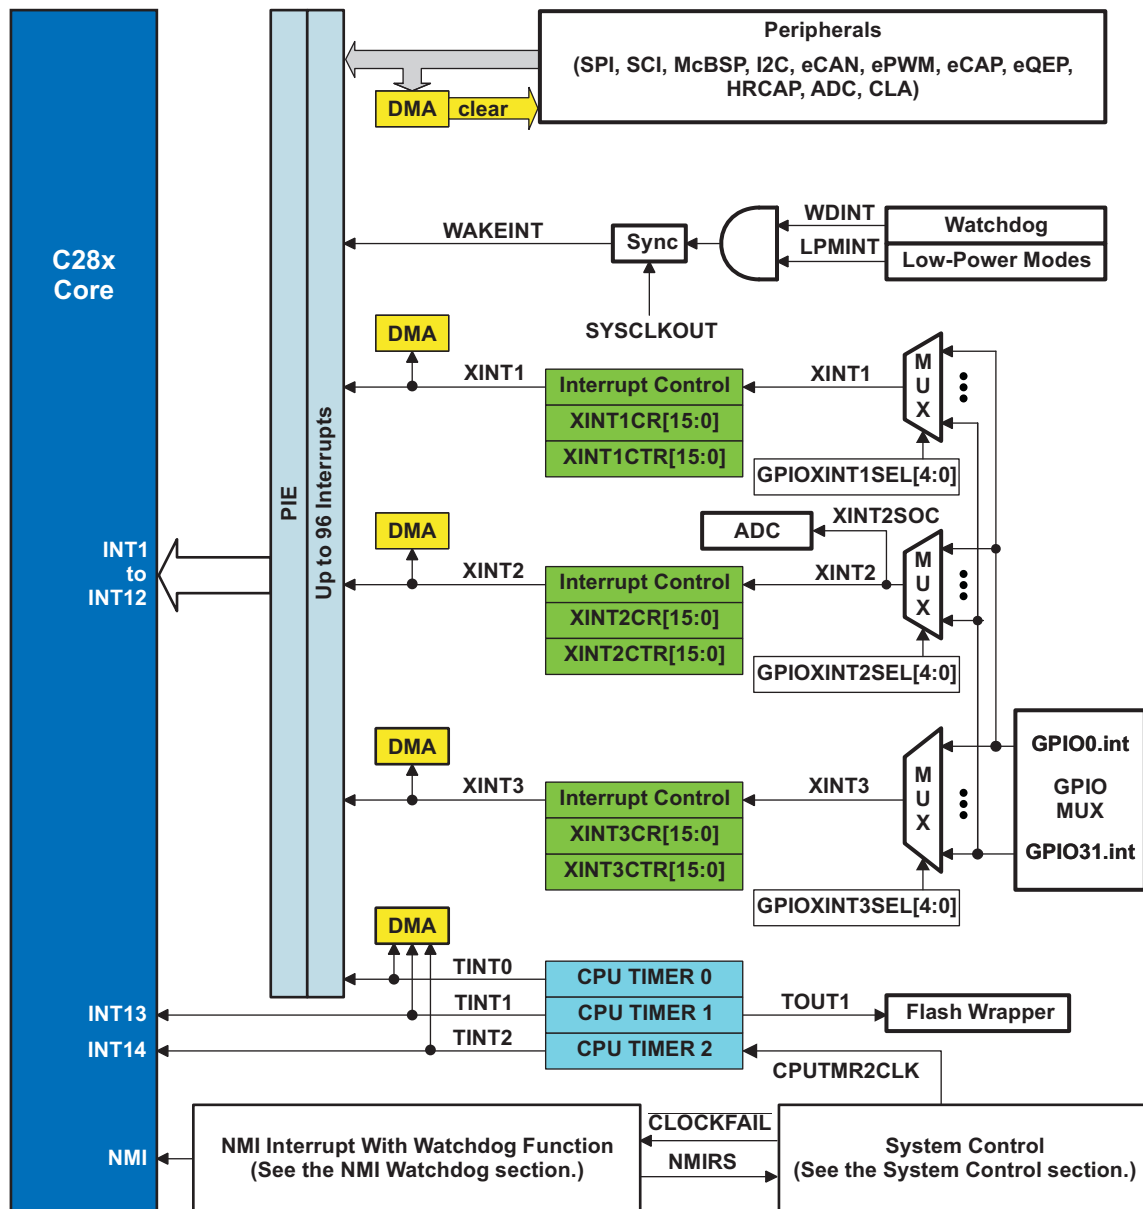 Peripherals
(SPI, SCI, McBSP, I2C, eCAN, ePWM, eCAP, eQEP,
HRCAP, ADC, CLA)
DMA
clear
C28x
Core
WAKEINT
Sync
WDINT
LPMINT
Watchdog
Low-Power Modes
SYSCLKOUT
DMA
XINT1
Interrupt Control
XINT1CR[15:0]
XINT1CTR[15:0]
XINT1
MUX
GPIOXINT1SEL[4:0]
PIE
Up to 96 Interrupts
INT1
to
INT12
DMA
XINT2
Interrupt Control
XINT2CR[15:0]
XINT2CTR[15:0]
ADC
XINT2SOC
XINT2
MUX
GPIOXINT2SEL[4:0]
DMA
XINT3
Interrupt Control
XINT3CR[15:0]
XINT3CTR[15:0]
XINT3
MUX
GPIOXINT3SEL[4:0]
GPIO0.int
GPIO
MUX
GPIO31.int
DMA
TINT0
CPU TIMER 0
INT13
TINT1
CPU TIMER 1
TOUT1
Flash Wrapper
INT14
TINT2
CPU TIMER 2
CPUTMR2CLK
NMI
NMI Interrupt With Watchdog Function
(See the NMI Watchdog section.)
CLOCKFAIL
NMIRS
System Control
(See the System Control section.)